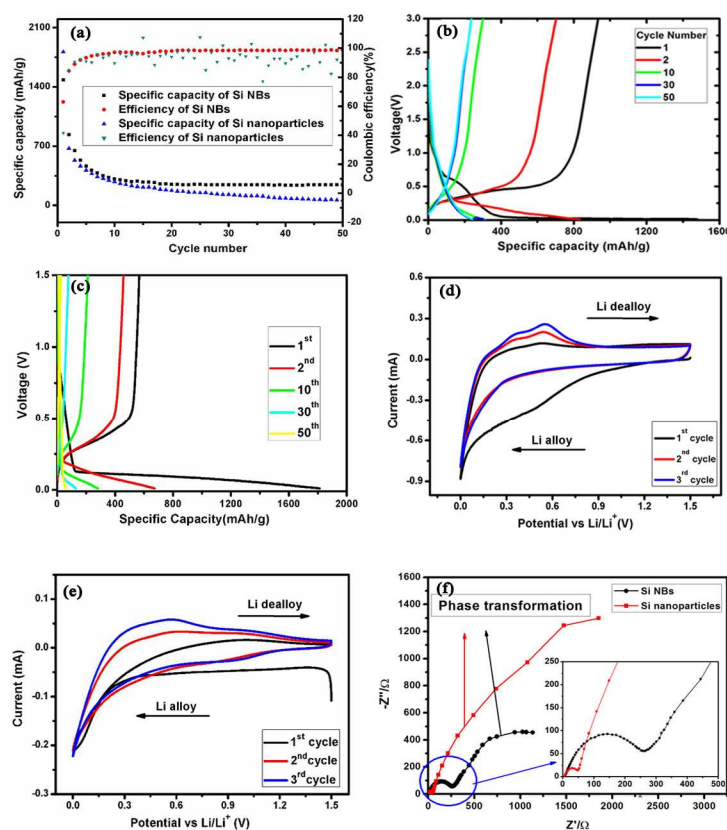 (a)
Specific capacity (mAh/g)
2100
1800
700
350
0
Coulombic efficiency(%)
120
100
80
60
40
20
0
-20
Specific capacity of Si NBs
Efficiency of Si NBs
Specific capacity of Si nanoparticles
Efficiency of Si nanoparticles
0 10 20 30 40 50
Cycle number
(b)
Voltage(V)
3.0
2.5
2.0
1.5
1.0
0.5
0.0
Cycle Number
1
2
10
30
50
0 400 800 1200 1600
Specific capacity (mAh/g)
(c)
Voltage (V)
1.5
1.0
0.5
0.0
1st
2nd
10th
30th
50th
0 400 800 1200 1600 2000
Specific Capacity(mAh/g)
(d)
Current (mA)
0.6
0.3
0.0
-0.3
-0.6
-0.9
Li dealloy
Li alloy
1st cycle
2nd cycle
3rd cycle
0.0 0.3 0.6 0.9 1.2 1.5
Potential vs Li/Li+(V)
(e)
Current (mA)
0.1
0.0
-0.1
-0.2
-0.3
Li dealloy
Li alloy
1st cycle
2nd cycle
3rd cycle
0.0 0.3 0.6 0.9 1.2 1.5
Potential vs Li/Li+ (V)
(f)
-Z''/Ω
1400
1200
1000
800
600
400
200
0
Phase transformation
Si NBs
Si nanoparticles
250
200
150
100
50
0
0 100 200 300 400 500
0 500 1000 1500 2000 2500 3000
Z'/Ω